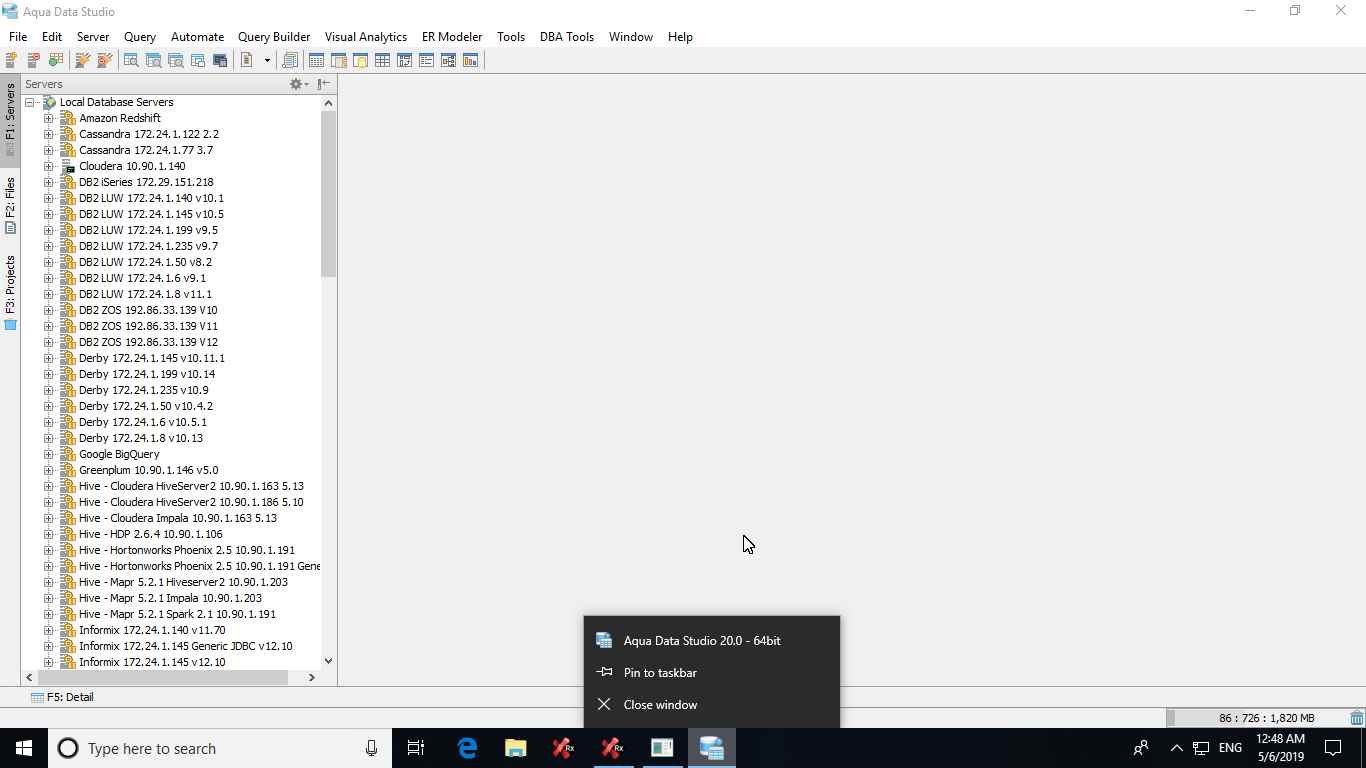 Aqua Data Studio
File Edit Server Query Automate Query Builder Visual Analytics ER Modeler Tools DBA Tools Window Help
Servers
F1: Servers
F2: Files
F3: Projects
Local Database Servers
Amazon Redshift
Cassandra 172.24.1.122 2.2
Cassandra 172.24.1.77 3.7
Cloudera 10.90.1.140
DB2 iSeries 172.29.151.218
DB2 LUW 172.24.1.140 v10.1
DB2 LUW 172.24.1.145 v10.5
DB2 LUW 172.24.1.199 v9.5
DB2 LUW 172.24.1.235 v9.7
DB2 LUW 172.24.1.50 v8.2
DB2 LUW 172.24.1.6 v9.1
DB2 LUW 172.24.1.8 v11.1
DB2 ZOS 192.86.33.139 V10
DB2 ZOS 192.86.33.139 V11
DB2 ZOS 192.86.33.139 V12
Derby 172.24.1.145 v10.11.1
Derby 172.24.1.199 v10.14
Derby 172.24.1.235 v10.9
Derby 172.24.1.50 v10.4.2
Derby 172.24.1.6 v10.5.1
Derby 172.24.1.8 v10.13
Google BigQuery
Greenplum 10.90.1.146 v5.0
Hive - Cloudera HiveServer2 10.90.1.163 5.13
Hive - Cloudera HiveServer2 10.90.1.186 5.10
Hive - Cloudera Impala 10.90.1.163 5.13
Hive - HDP 2.6.4 10.90.1.106
Hive - Hortonworks Phoenix 2.5 10.90.1.191
Hive - Hortonworks Phoenix 2.5 10.90.1.191 Gene
Hive - Mapr 5.2.1 Hiveserver2 10.90.1.203
Hive - Mapr 5.2.1 Impala 10.90.1.203
Hive - Mapr 5.2.1 Spark 2.1 10.90.1.191
Informix 172.24.1.140 v11.70
Informix 172.24.1.145 Generic JDBC v12.10
Informix 172.24.1.145 v12.10
Aqua Data Studio 20.0 - 64bit
Pin to taskbar
Close window
F5: Detail
86 : 726 : 1,820 MB
Type here to search
Rx
Rx
ENG
12:48 AM
5/6/2019